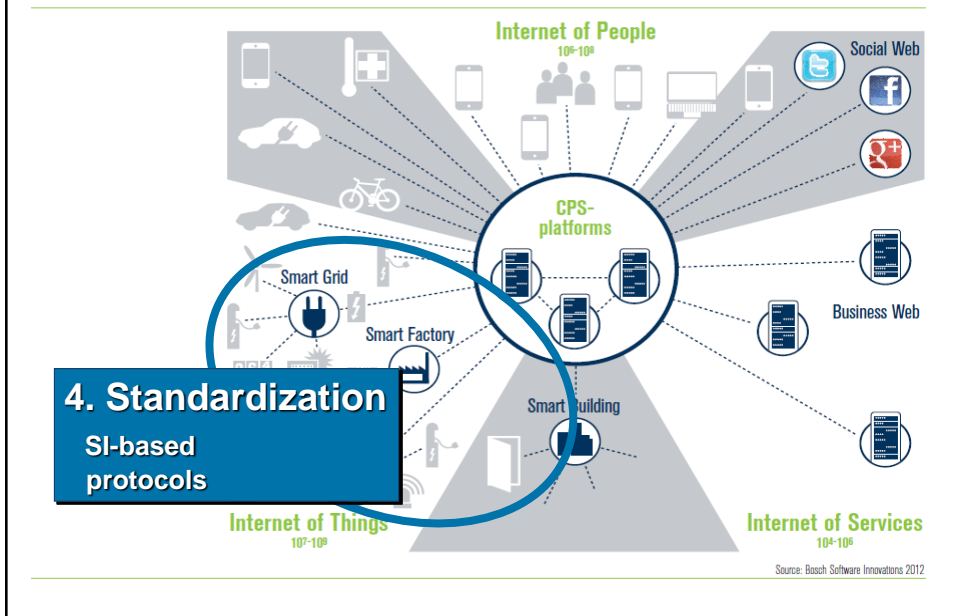 Internet of People
10⁶-10⁸
Social Web
CPS-
platforms
Smart Grid
Smart Factory
Business Web
4. Standardization
SI-based
protocols
Smart Building
Internet of Things
10⁷-10⁹
Internet of Services
10⁴-10⁶
Source: Bosch Software Innovations 2012